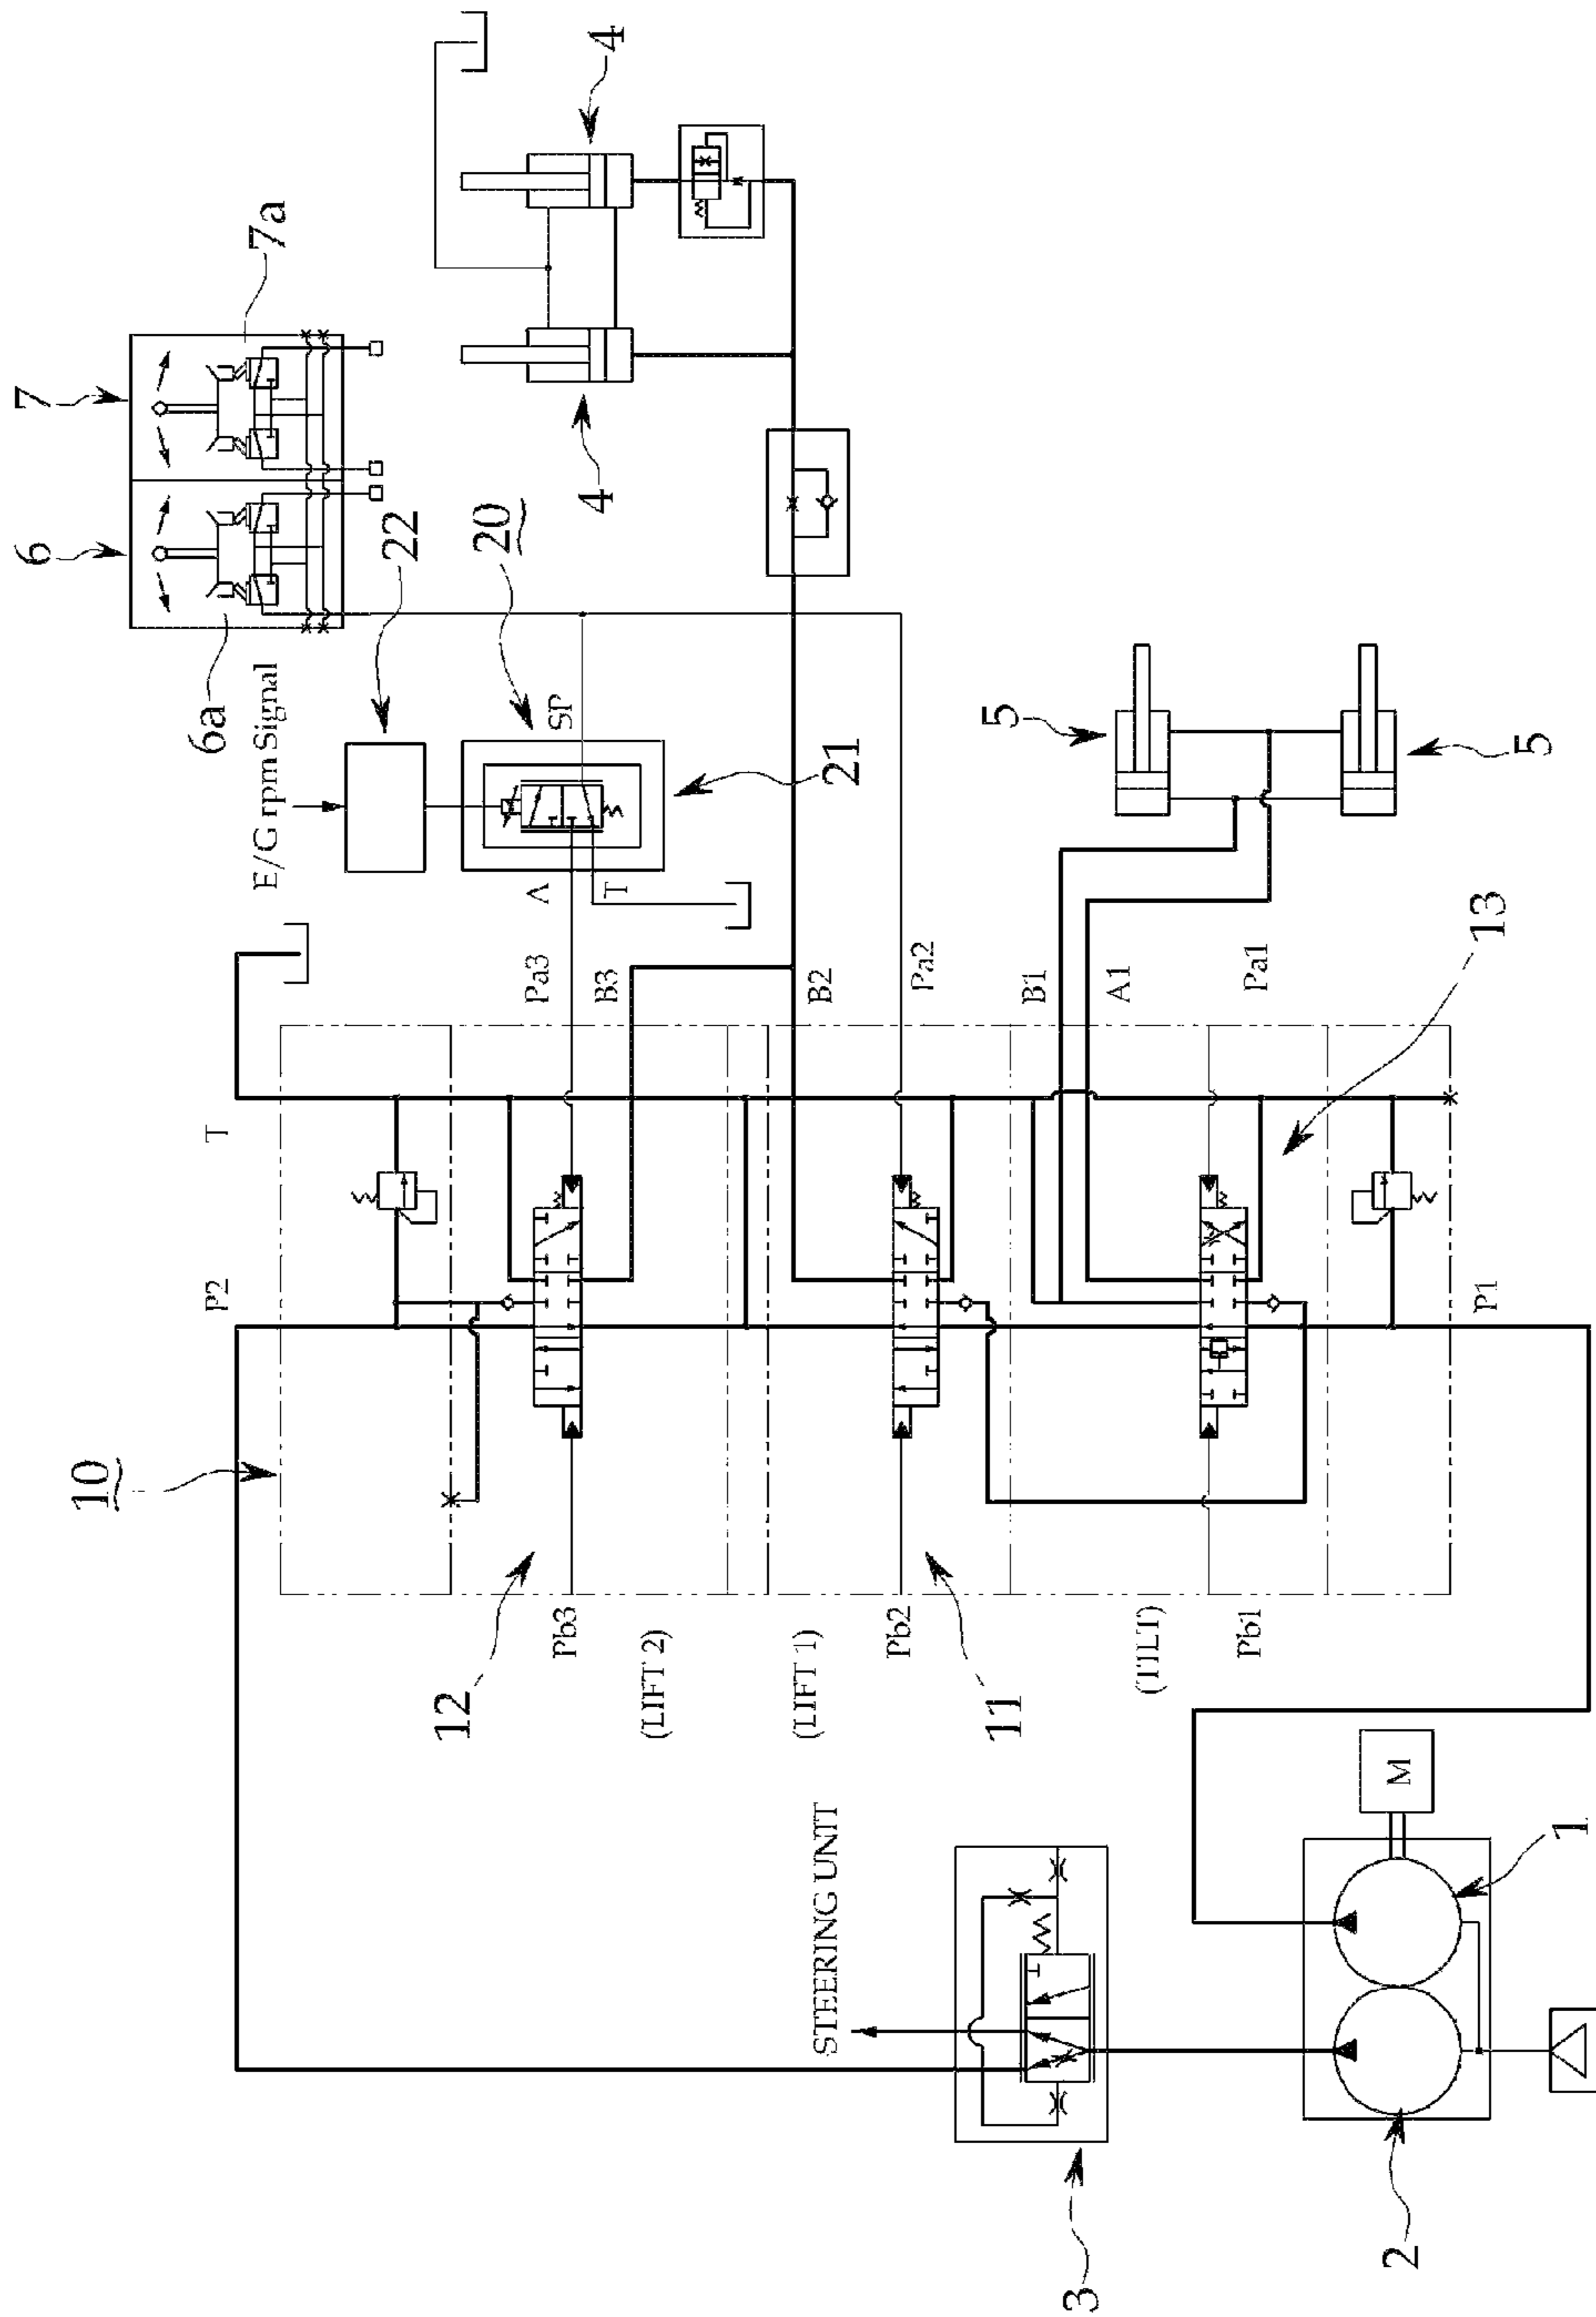 7
6
10
T
P2
E/G rpm Signal
6a
7a
22
12
Pb3
Pa3
A
SP
20
4
4
B3
T
(LIFT 2)
21
STEERING UNIT
(LIFT 1)
B2
Pb2
Pa2
11
B1
3
A1
(TILT)
5
Pb1
Pa1
M
2
P1
13
5
1